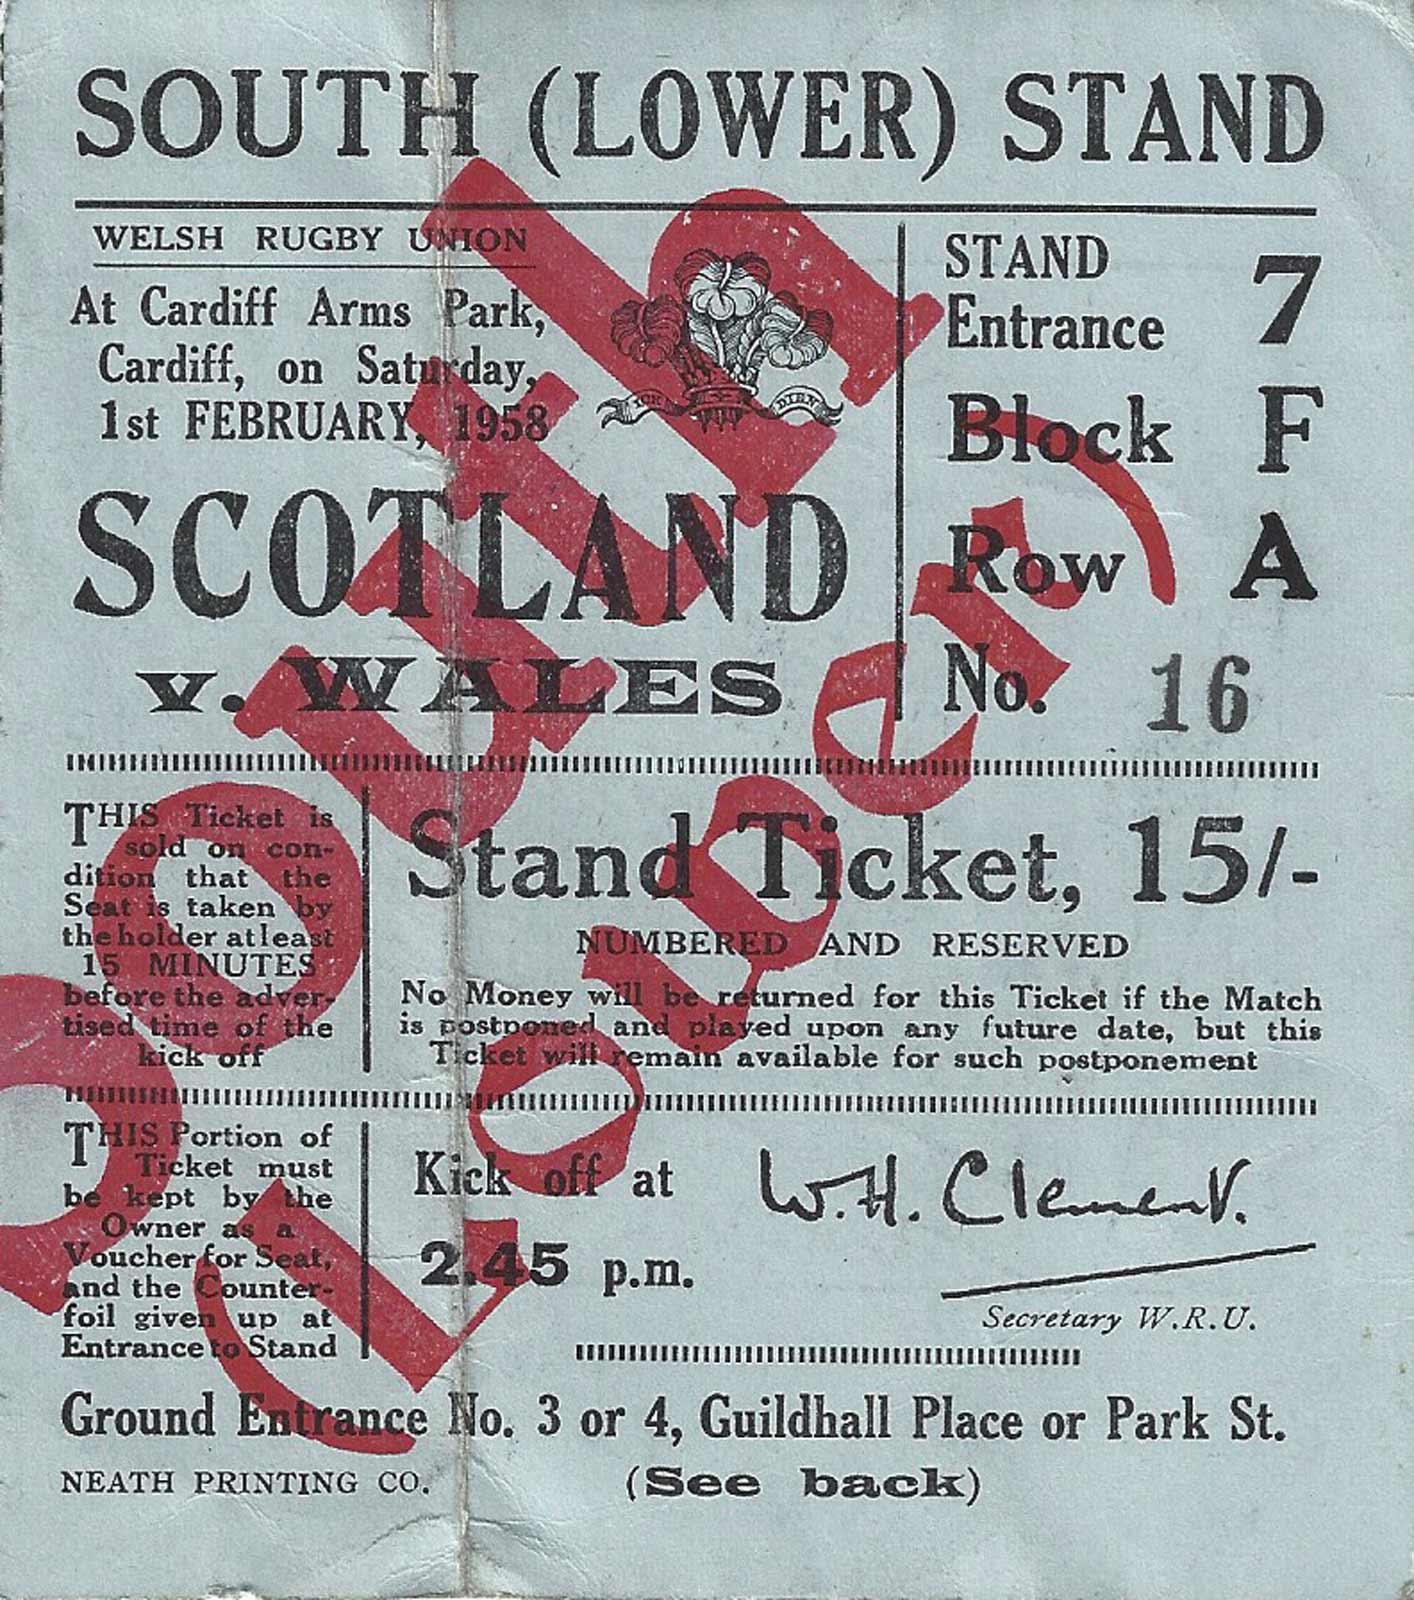 SOUTH (LOWER) STAND
WELSH RUGBY UNION
At Cardiff Arms Park,
Cardiff, on Saturday,
1st FEBRUARY, 1958
SCOTLAND
v. WALES
ICH DIEN
STAND
Entrance 7
Block F
Row A
No. 16
SOUTH
(Lower)
THIS Ticket is
sold on con-
dition that the
Seat is taken by
the holder at least
15 MINUTES
before the adver-
tised time of the
kick off
Stand Ticket, 15/-
NUMBERED AND RESERVED
No Money will be returned for this Ticket if the Match
is postponed and played upon any future date, but this
Ticket will remain available for such postponement
THIS Portion of
Ticket must
be kept by the
Owner as a
Voucher for Seat,
and the Counter-
foil given up at
Entrance to Stand
Kick off at
2.45 p.m.
W.H. Clement.
Secretary W.R.U.
Ground Entrance No. 3 or 4, Guildhall Place or Park St.
NEATH PRINTING CO.
(See back)